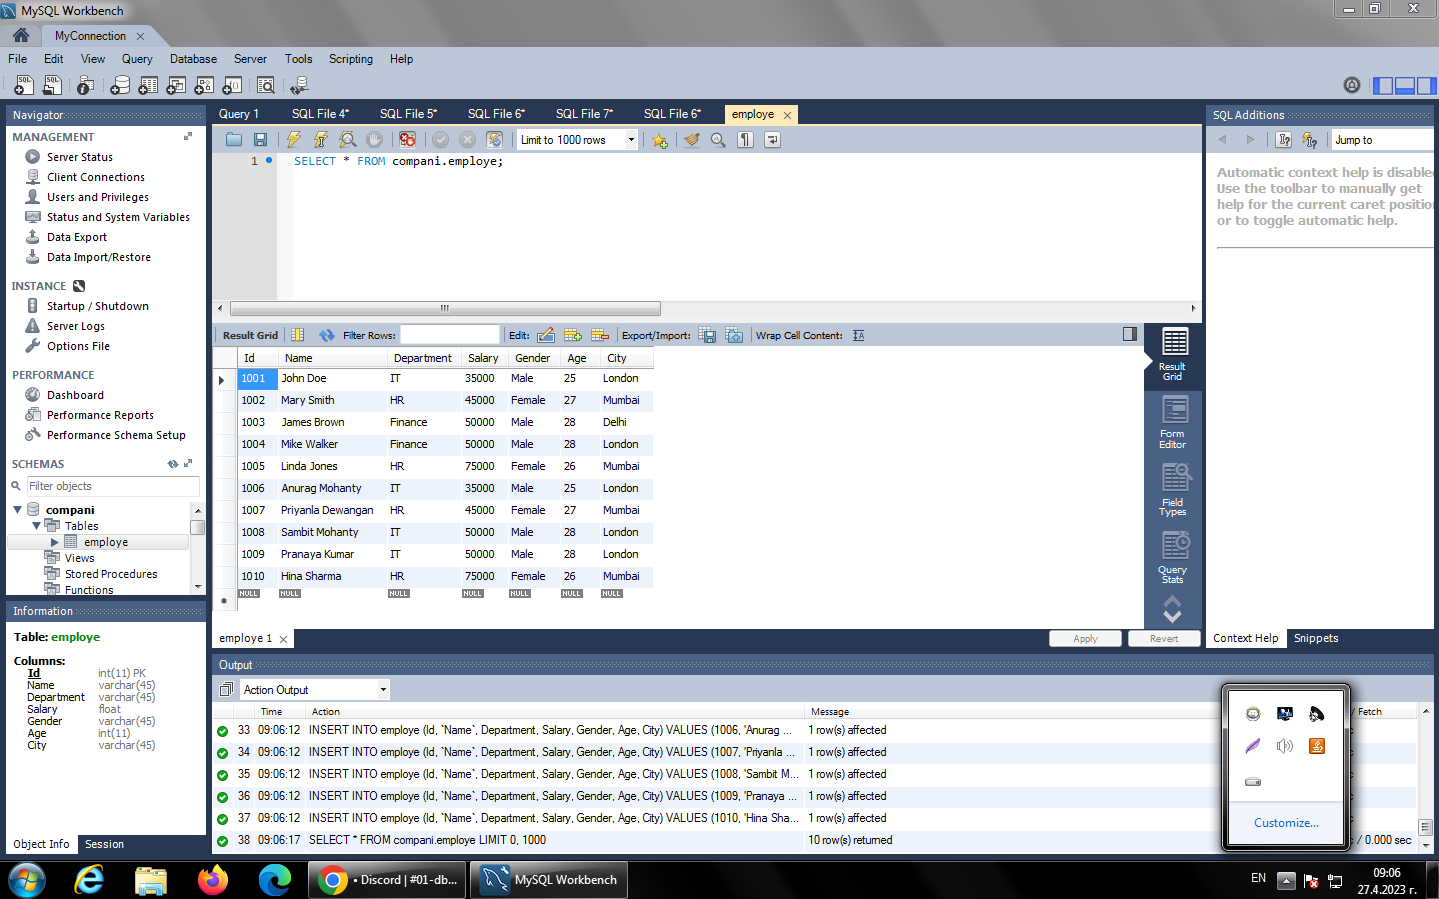 MySQL Workbench
MyConnection
File Edit View Query Database Server Tools Scripting Help
Navigator
MANAGEMENT
Server Status
Client Connections
Users and Privileges
Status and System Variables
Data Export
Data Import/Restore
INSTANCE
Startup / Shutdown
Server Logs
Options File
PERFORMANCE
Dashboard
Performance Reports
Performance Schema Setup
SCHEMAS
Filter objects
compani
Tables
employe
Views
Stored Procedures
Functions
Information
Table: employe
Columns:
Id int(11) PK
Name varchar(45)
Department varchar(45)
Salary float
Gender varchar(45)
Age int(11)
City varchar(45)
Object Info Session
Query 1 SQL File 4* SQL File 5* SQL File 6* SQL File 7* SQL File 6* employe
Limit to 1000 rows
1 SELECT * FROM compani.employe;
Result Grid Filter Rows: Edit: Export/Import: Wrap Cell Content:
Id Name Department Salary Gender Age City
1001 John Doe IT 35000 Male 25 London
1002 Mary Smith HR 45000 Female 27 Mumbai
1003 James Brown Finance 50000 Male 28 Delhi
1004 Mike Walker Finance 50000 Male 28 London
1005 Linda Jones HR 75000 Female 26 Mumbai
1006 Anurag Mohanty IT 35000 Male 25 London
1007 Priyanla Dewangan HR 45000 Female 27 Mumbai
1008 Sambit Mohanty IT 50000 Male 28 London
1009 Pranaya Kumar IT 50000 Male 28 London
1010 Hina Sharma HR 75000 Female 26 Mumbai
NULL NULL NULL NULL NULL NULL NULL
Result
Grid
Form
Editor
Field
Types
Query
Stats
employe 1
Apply Revert
SQL Additions
Jump to
Automatic context help is disable
Use the toolbar to manually get
help for the current caret position
or to toggle automatic help.
Context Help Snippets
Output
Action Output
Time Action Message / Fetch
33 09:06:12 INSERT INTO employe (Id, `Name`, Department, Salary, Gender, Age, City) VALUES (1006, 'Anurag ... 1 row(s) affected
34 09:06:12 INSERT INTO employe (Id, `Name`, Department, Salary, Gender, Age, City) VALUES (1007, 'Priyanla ... 1 row(s) affected
35 09:06:12 INSERT INTO employe (Id, `Name`, Department, Salary, Gender, Age, City) VALUES (1008, 'Sambit M... 1 row(s) affected
36 09:06:12 INSERT INTO employe (Id, `Name`, Department, Salary, Gender, Age, City) VALUES (1009, 'Pranaya ... 1 row(s) affected
37 09:06:12 INSERT INTO employe (Id, `Name`, Department, Salary, Gender, Age, City) VALUES (1010, 'Hina Sha... 1 row(s) affected
38 09:06:17 SELECT * FROM compani.employe LIMIT 0, 1000 10 row(s) returned c / 0.000 sec
Customize...
• Discord | #01-db...
MySQL Workbench
EN
09:06
27.4.2023 г.